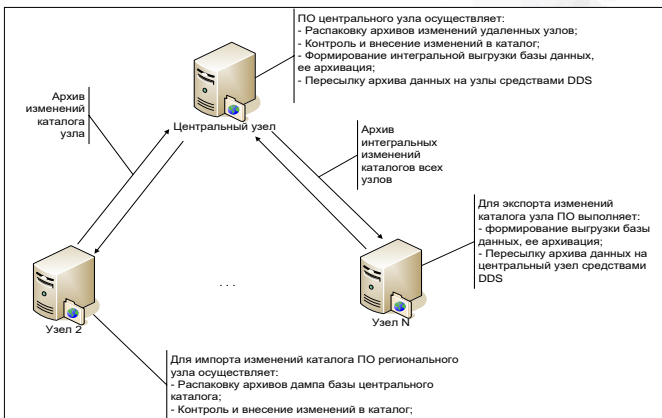 ПО центрального узла осуществляет:
- Распаковку архивов изменений удаленных узлов;
- Контроль и внесение изменений в каталог;
- Формирование интегральной выгрузки базы данных,
ее архивация;
- Пересылку архива данных на узлы средствами DDS
Архив
изменений
каталога
узла
Центральный узел
Архив
интегральных
изменений
каталогов всех
узлов
Для экспорта изменений
каталога узла ПО выполняет:
- формирование выгрузки базы
данных, ее архивация;
- Пересылку архива данных на
центральный узел средствами
DDS
. . .
Узел 2
Узел N
Для импорта изменений каталога ПО регионального
узла осуществляет:
- Распаковку архивов дампа базы центрального
каталога;
- Контроль и внесение изменений в каталог;